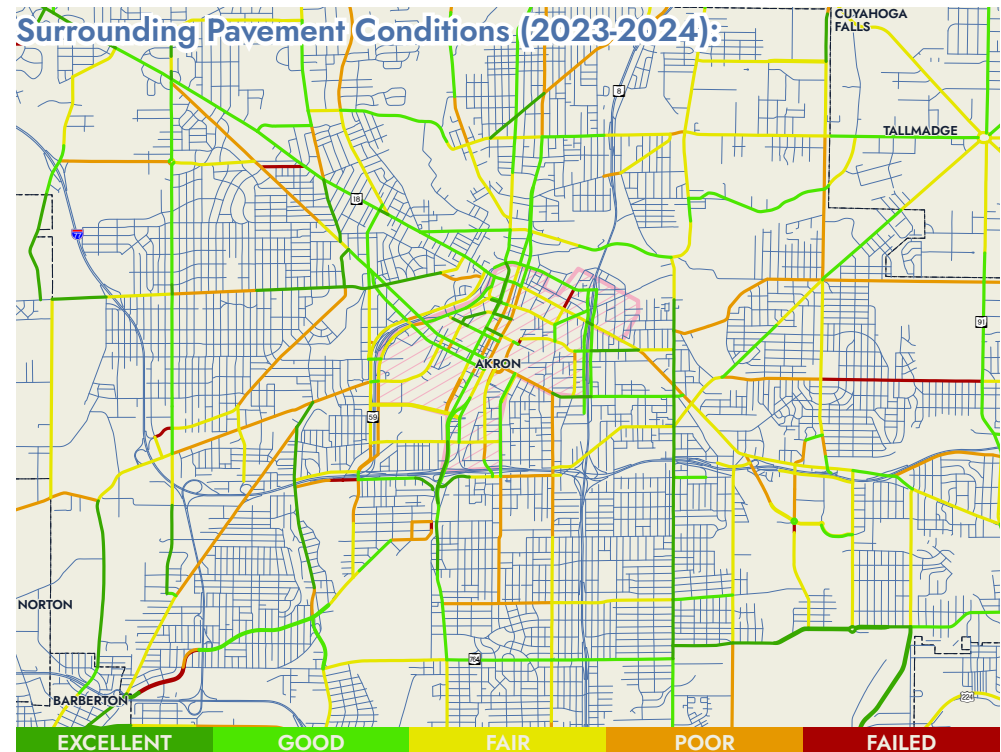 Surrounding Pavement Conditions (2023-2024):
CUYAHOGA
FALLS
8
TALLMADGE
18
77
91
AKRON
59
NORTON
764
224
BARBERTON
EXCELLENT GOOD FAIR POOR FAILED